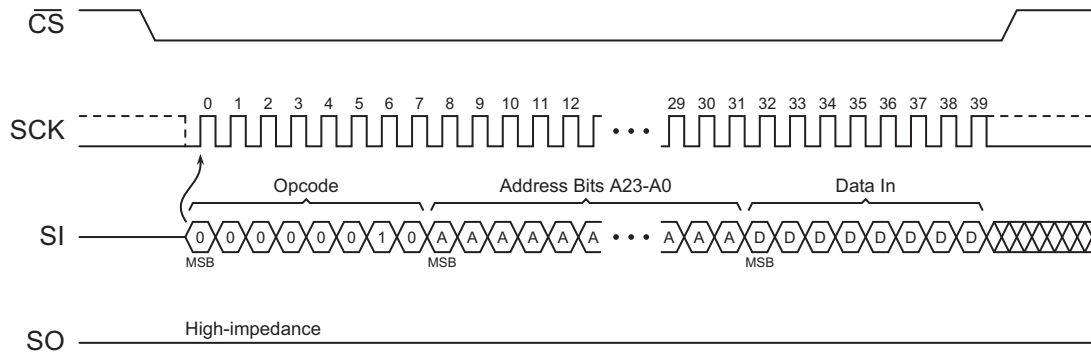 CS
0 1 2 3 4 5 6 7 8 9 10 11 12 29 30 31 32 33 34 35 36 37 38 39
SCK
Opcode Address Bits A23-A0 Data In
SI 0 0 0 0 0 0 1 0 A A A A A A A A A D D D D D D D D
MSB MSB MSB
High-impedance
SO